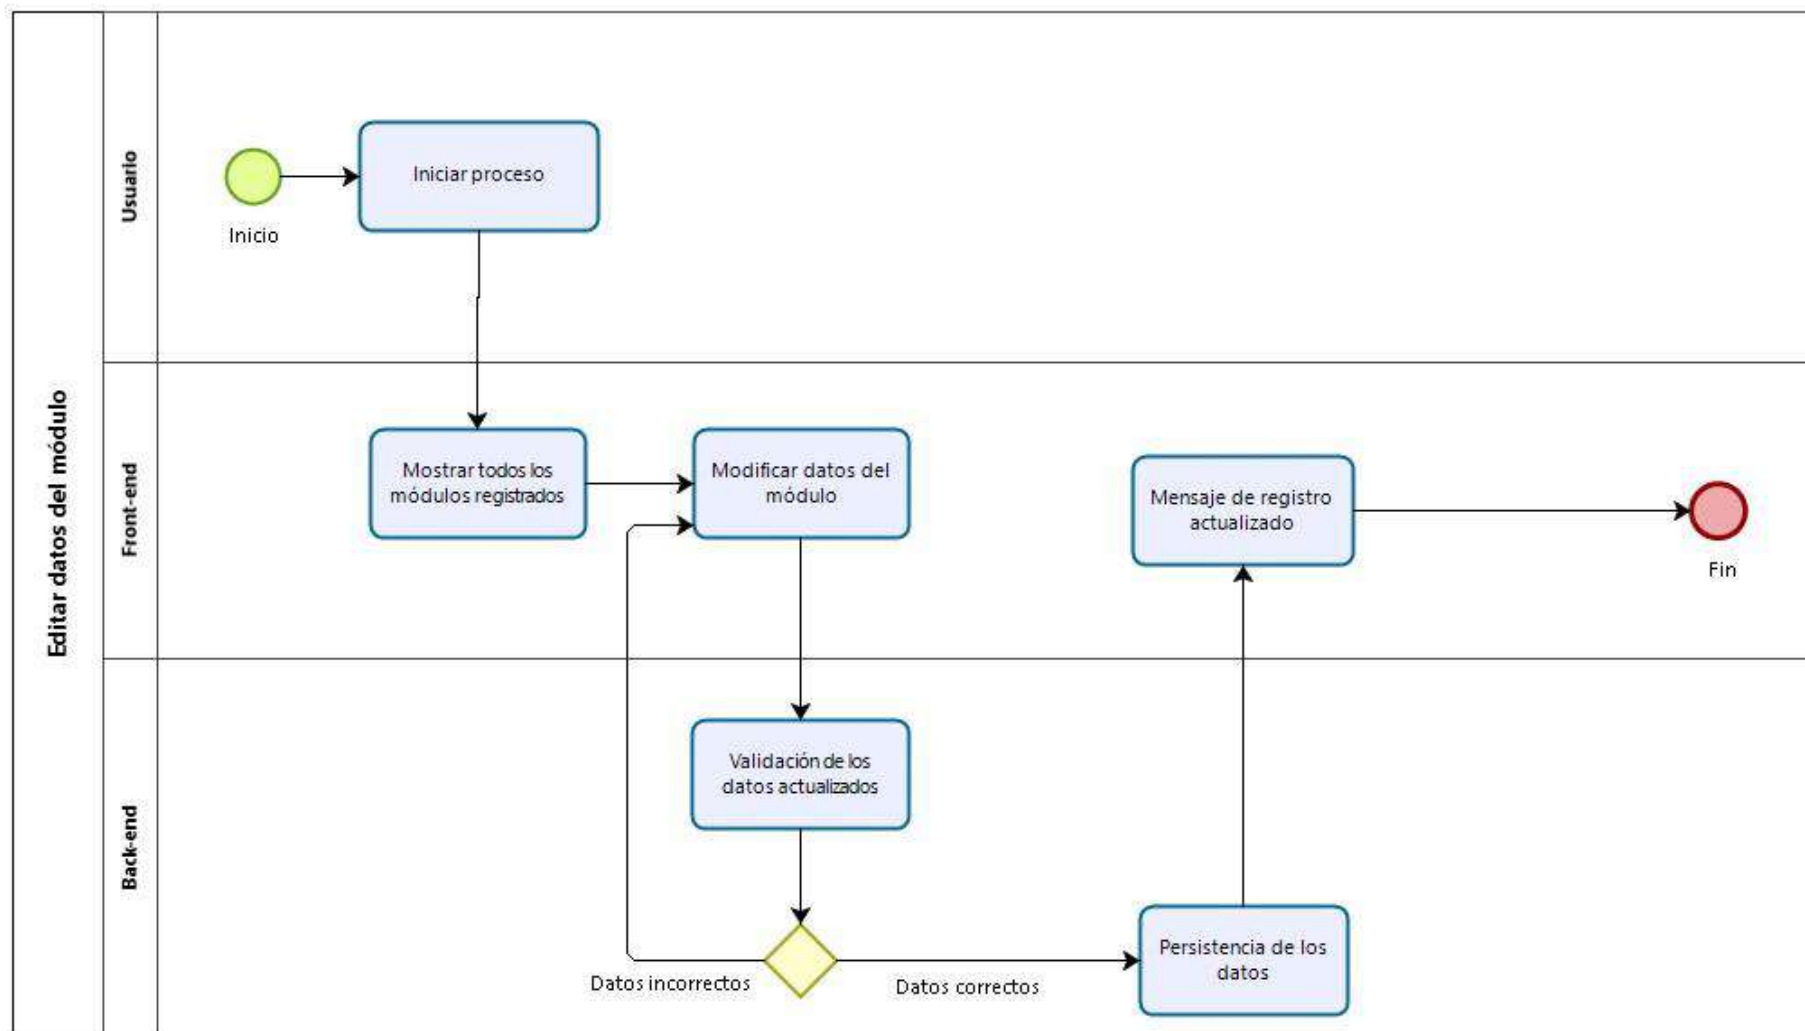 Editar datos del módulo
Usuario
Inicio
Iniciar proceso
Front-end
Mostrar todos los
módulos registrados
Modificar datos del
módulo
Mensaje de registro
actualizado
Fin
Back-end
Validación de los
datos actualizados
Datos incorrectos
Datos correctos
Persistencia de los
datos